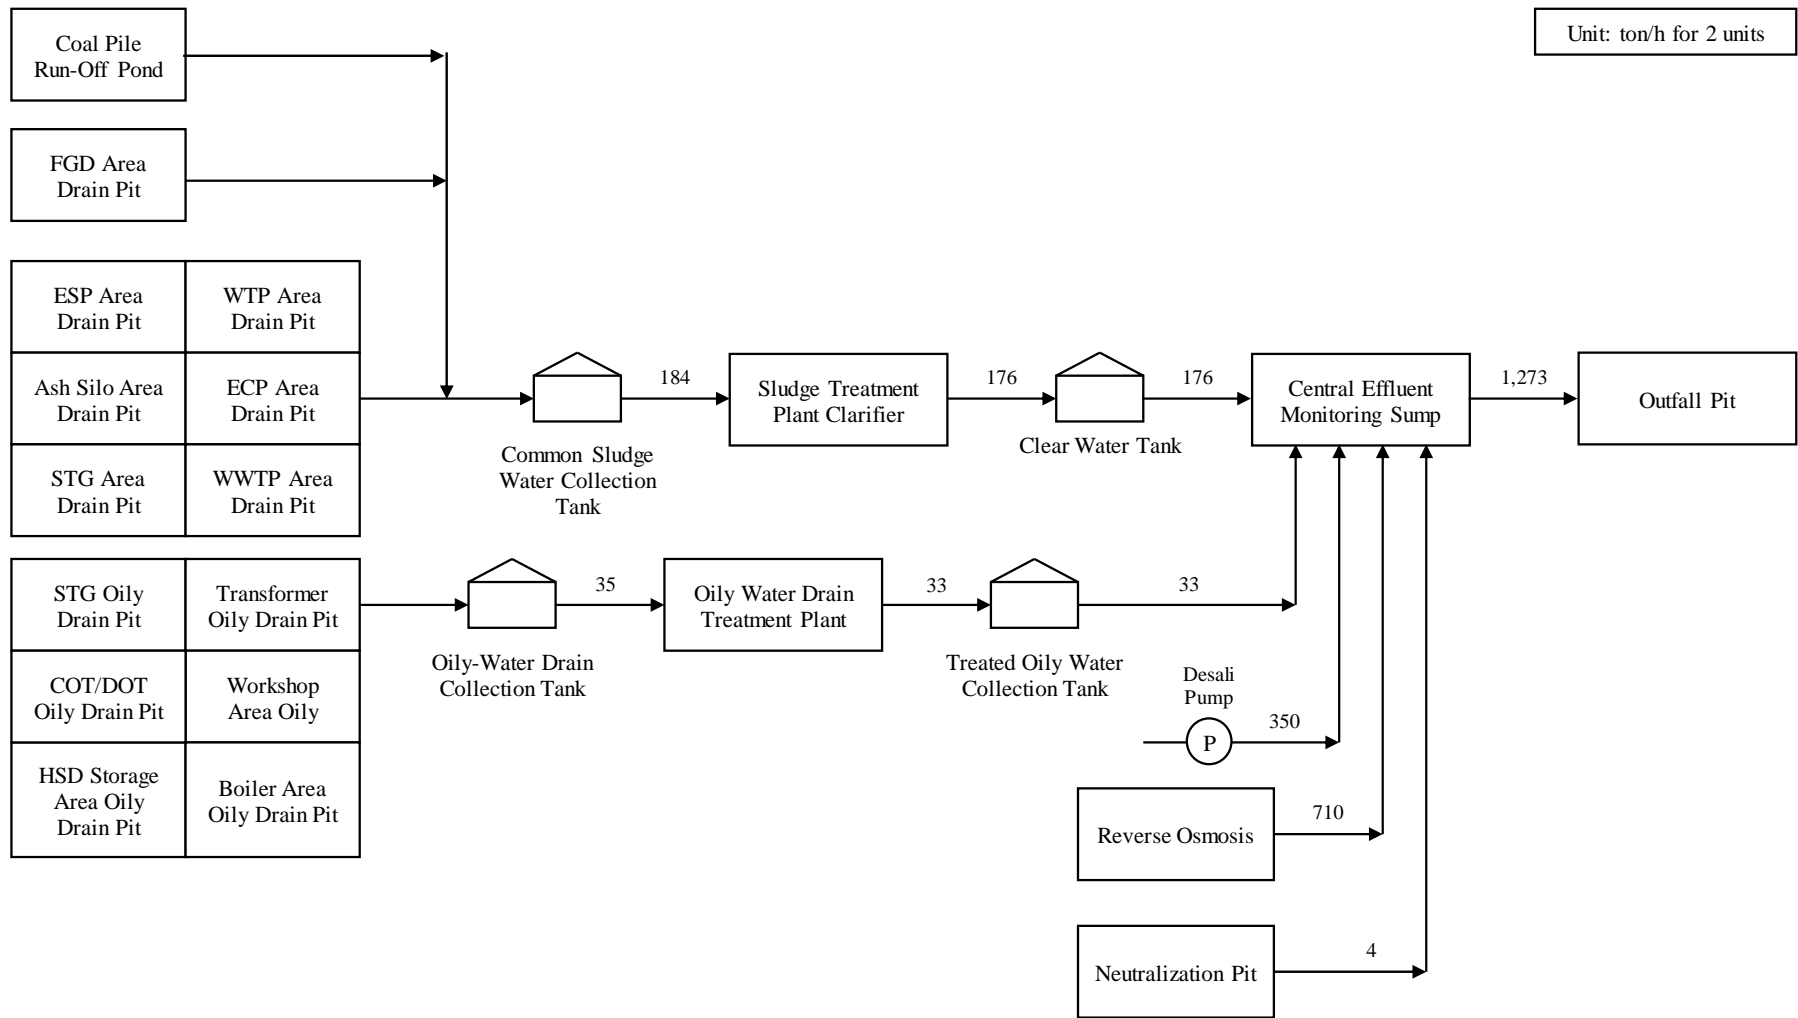 Coal Pile
Run-Off Pond
Unit: ton/h for 2 units
FGD Area
Drain Pit
ESP Area
Drain Pit
WTP Area
Drain Pit
Ash Silo Area
Drain Pit
ECP Area
Drain Pit
STG Area
Drain Pit
WWTP Area
Drain Pit
Common Sludge
Water Collection
Tank
184
Sludge Treatment
Plant Clarifier
176
Clear Water Tank
176
Central Effluent
Monitoring Sump
1,273
Outfall Pit
STG Oily
Drain Pit
Transformer
Oily Drain Pit
COT/DOT
Oily Drain Pit
Workshop
Area Oily
HSD Storage
Area Oily
Drain Pit
Boiler Area
Oily Drain Pit
Oily-Water Drain
Collection Tank
35
Oily Water Drain
Treatment Plant
33
Treated Oily Water
Collection Tank
33
Desali
Pump
P
350
Reverse Osmosis
710
Neutralization Pit
4